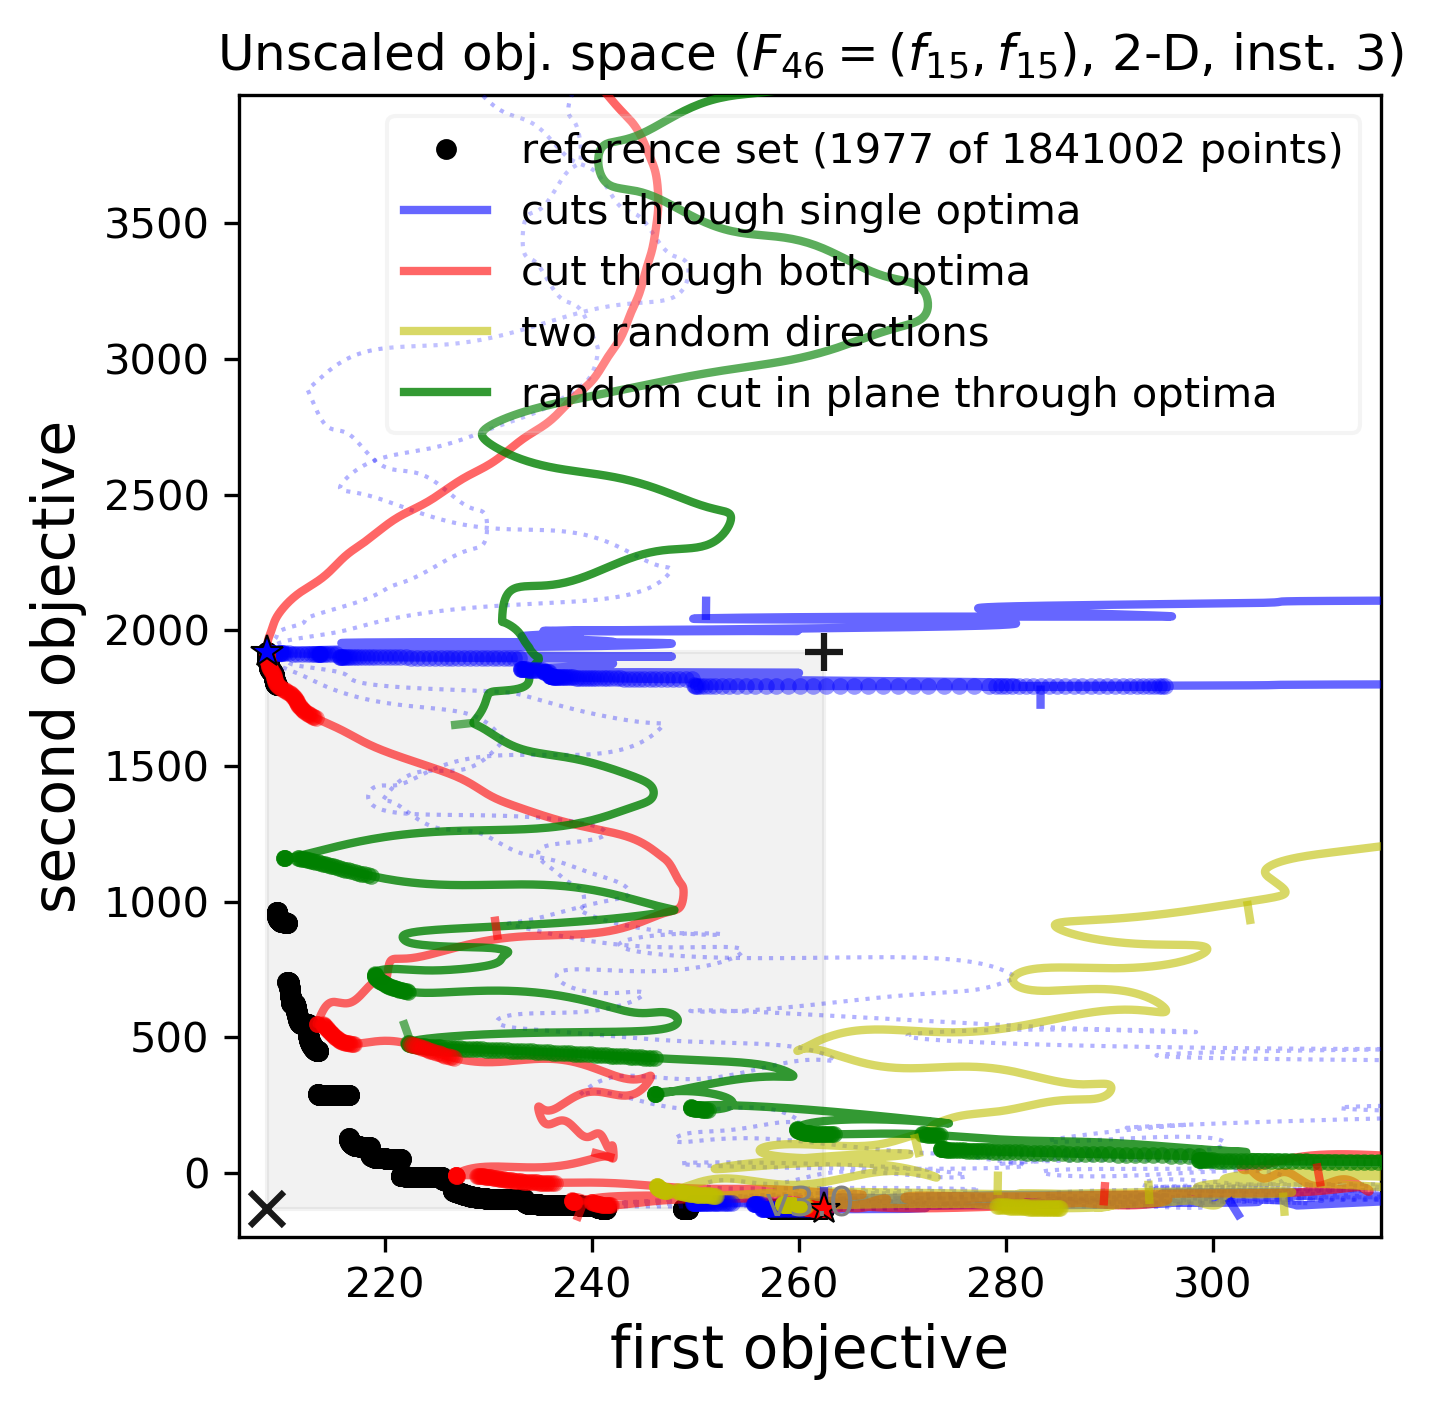 Unscaled obj. space (F₄₆ = (f₁₅, f₁₅), 2-D, inst. 3)
reference set (1977 of 1841002 points)
cuts through single optima
cut through both optima
two random directions
random cut in plane through optima
second objective
3500
3000
2500
2000
1500
1000
500
0
v3.0
220
240
260
280
300
first objective